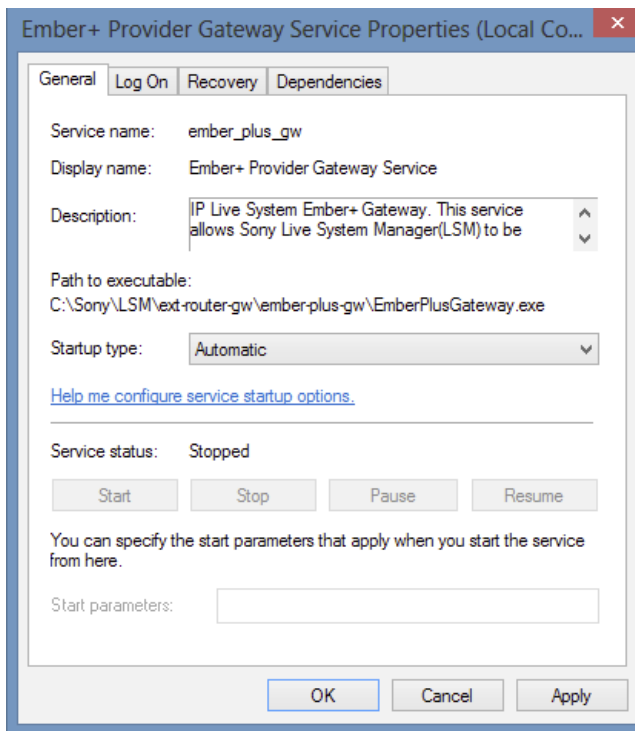 Ember+ Provider Gateway Service Properties (Local Co...
General Log On Recovery Dependencies
Service name: ember_plus_gw
Display name: Ember+ Provider Gateway Service
Description: IP Live System Ember+ Gateway. This service
allows Sony Live System Manager(LSM) to be
Path to executable:
C:\Sony\LSM\ext-router-gw\ember-plus-gw\EmberPlusGateway.exe
Startup type: Automatic
Help me configure service startup options.
Service status: Stopped
Start Stop Pause Resume
You can specify the start parameters that apply when you start the service
from here.
Start parameters:
OK Cancel Apply